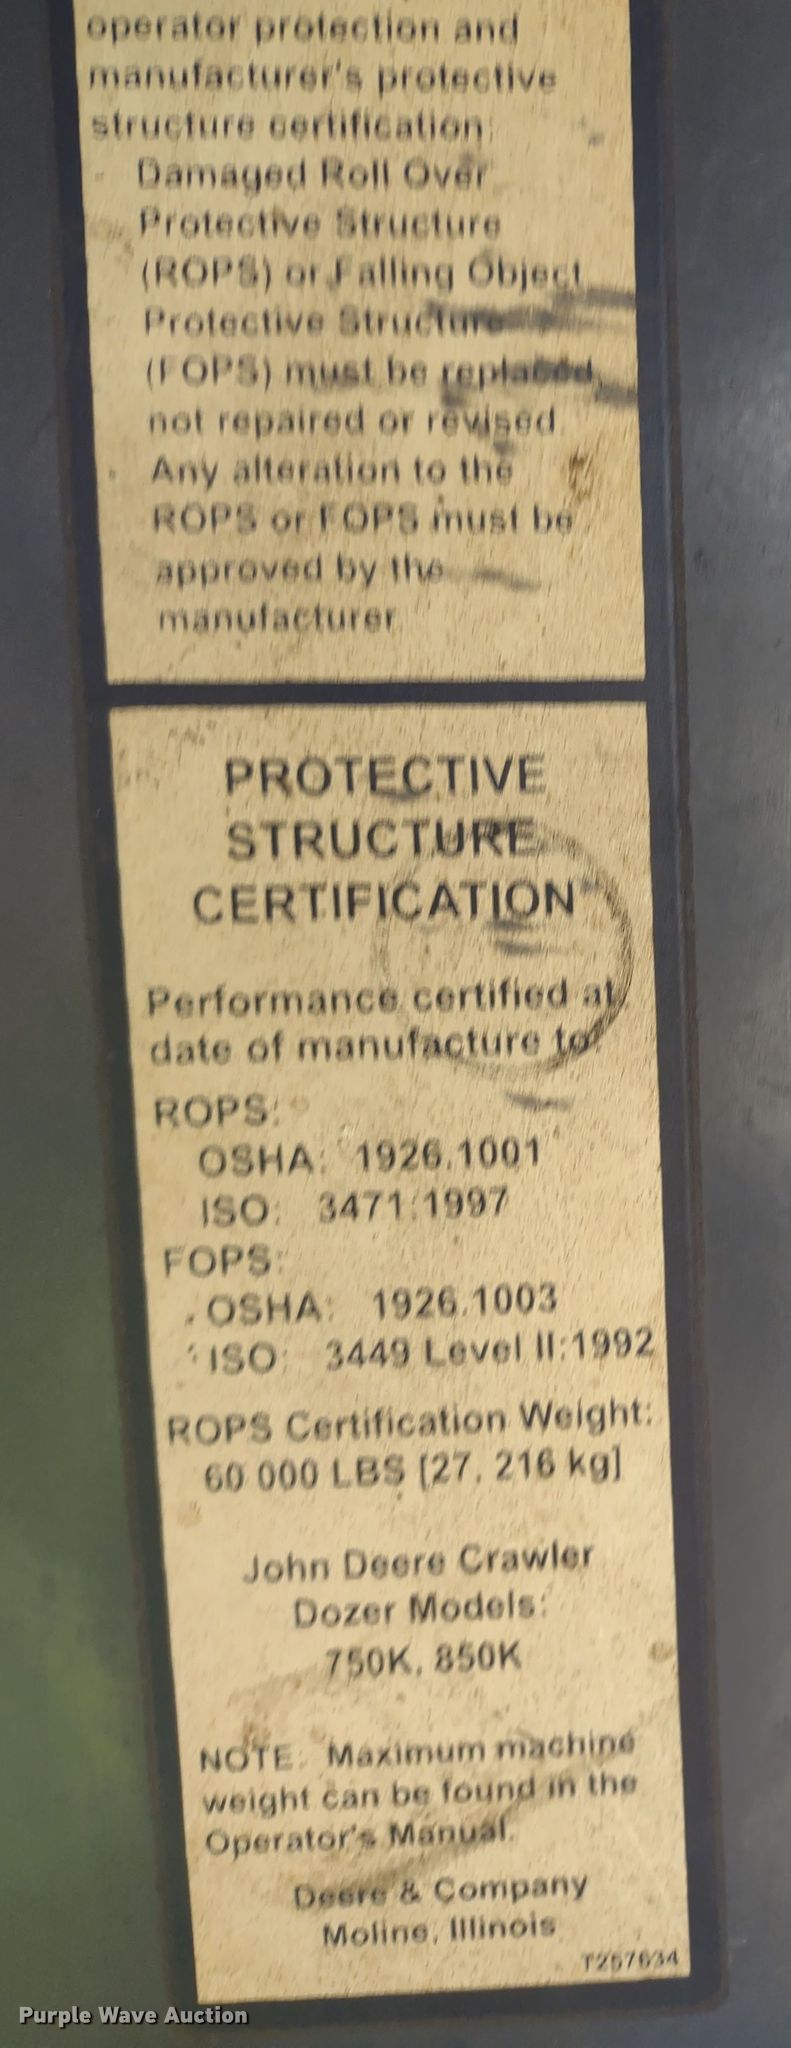 operator protection and
manufacturer's protective
structure certification:
- Damaged Roll Over
Protective Structure
(ROPS) or Falling Object
Protective Structure
(FOPS) must be replaced,
not repaired or revised.
- Any alteration to the
ROPS or FOPS must be
approved by the
manufacturer
PROTECTIVE
STRUCTURE
CERTIFICATION
Performance certified at
date of manufacture to:
ROPS:
OSHA: 1926.1001
ISO: 3471:1997
FOPS:
OSHA: 1926.1003
ISO: 3449 Level II:1992
ROPS Certification Weight:
60 000 LBS [27, 216 kg]
John Deere Crawler
Dozer Models:
750K, 850K
NOTE: Maximum machine
weight can be found in the
Operator's Manual.
Deere & Company
Moline, Illinois
T257634
Purple Wave Auction